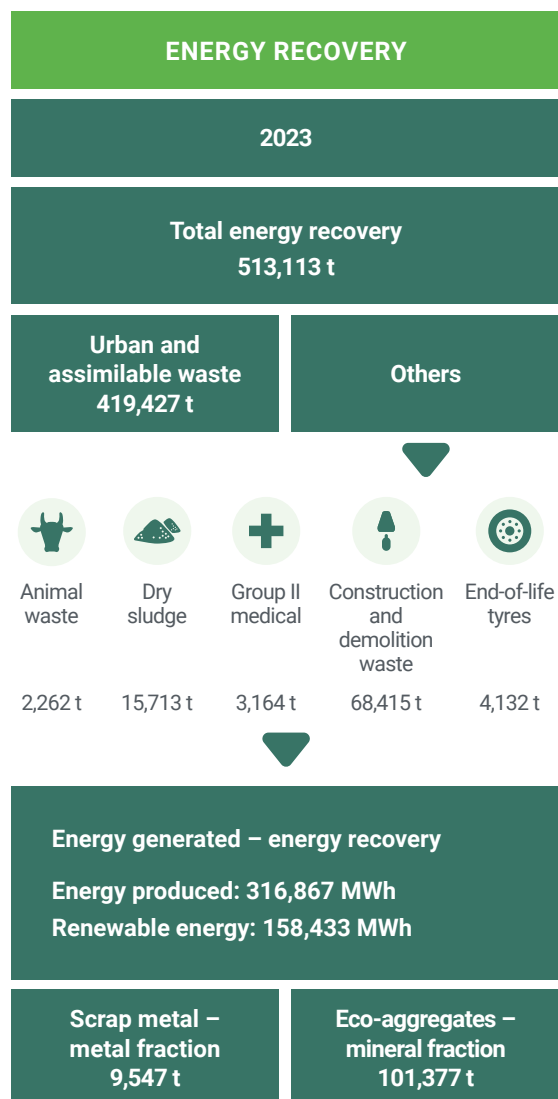 ENERGY RECOVERY
2023
Total energy recovery
513,113 t
Urban and
assimilable waste
419,427 t
Others
Animal
waste
2,262 t
Dry
sludge
15,713 t
Group II
medical
3,164 t
Construction
and
demolition
waste
68,415 t
End-of-life
tyres
4,132 t
Energy generated – energy recovery
Energy produced: 316,867 MWh
Renewable energy: 158,433 MWh
Scrap metal –
metal fraction
9,547 t
Eco-aggregates –
mineral fraction
101,377 t